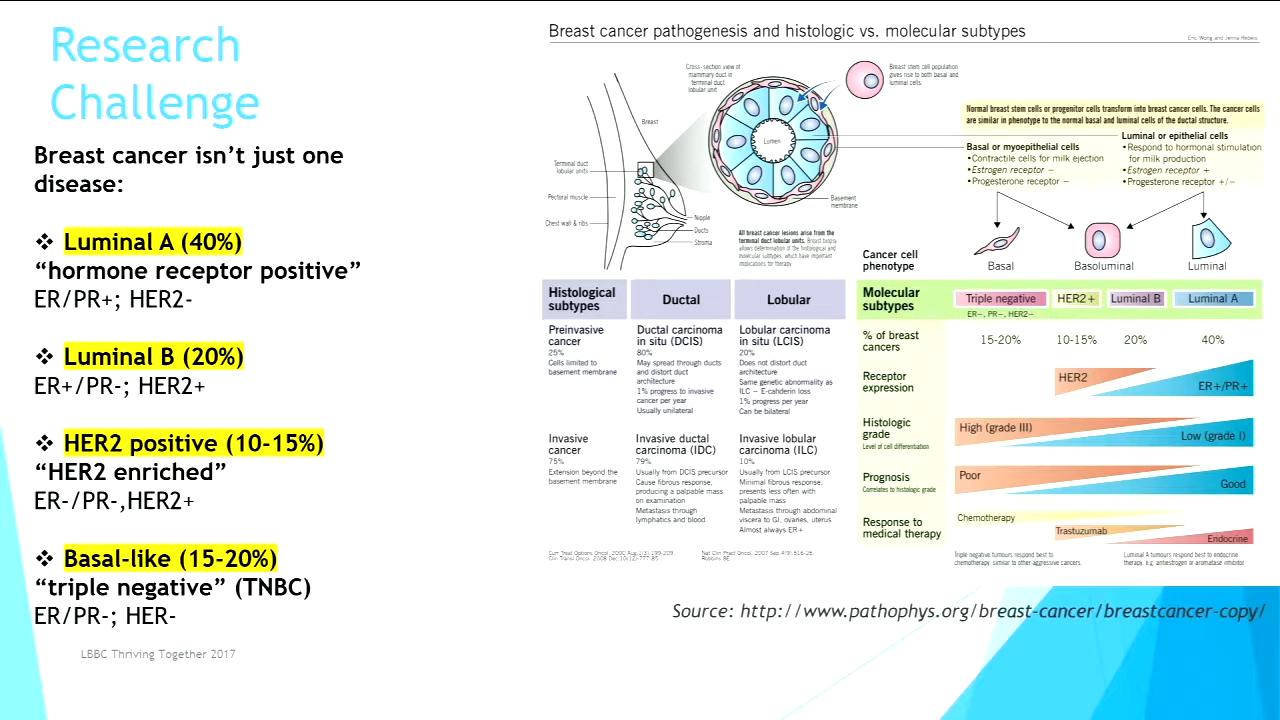 Research
Challenge
Breast cancer isn’t just one
disease:
❖ Luminal A (40%)
“hormone receptor positive”
ER/PR+; HER2-
❖ Luminal B (20%)
ER+/PR-; HER2+
❖ HER2 positive (10-15%)
“HER2 enriched”
ER-/PR-,HER2+
❖ Basal-like (15-20%)
“triple negative” (TNBC)
ER/PR-; HER-
LBBC Thriving Together 2017
Breast cancer pathogenesis and histologic vs. molecular subtypes
Eric Wong and Jenna Rebelo
Cross-section view of
mammary duct in
terminal duct
lobular unit
Breast stem cell population
gives rise to both basal and
luminal cells.
Breast
Lumen
Terminal duct
lobular units
Pectoral muscle
Chest wall & ribs
Nipple
Ducts
Stroma
Basement
membrane
All breast cancer lesions arise from the
terminal duct lobular units. Breast biopsy
allows determination of the histological and
molecular subtypes, which have important
implications for therapy.
Normal breast stem cells or progenitor cells transform into breast cancer cells. The cancer cells
are similar in phenotype to the normal basal and luminal cells of the ductal structure.
Basal or myoepithelial cells
•Contractile cells for milk ejection
•Estrogen receptor −
•Progesterone receptor −
Luminal or epithelial cells
•Respond to hormonal stimulation
for milk production
•Estrogen receptor +
•Progesterone receptor +/−
Cancer cell
phenotype
Basal
Basoluminal
Luminal
Histological
subtypes
Ductal
Lobular
Preinvasive
cancer
25%
Cells limited to
basement membrane
Ductal carcinoma
in situ (DCIS)
80%
May spread through ducts
and distort duct
architecture
1% progress to invasive
cancer per year
Usually unilateral
Lobular carcinoma
in situ (LCIS)
20%
Does not distort duct
architecture
Same genetic abnormality as
ILC − E-cahderin loss
1% progress per year
Can be bilateral
Invasive
cancer
75%
Extension beyond the
basement membrane
Invasive ductal
carcinoma (IDC)
79%
Usually from DCIS precursor
Cause fibrous response,
producing a palpable mass
on examination
Metastasis through
lymphatics and blood
Invasive lobular
carcinoma (ILC)
10%
Usually from LCIS precursor
Minimal fibrous response,
presents less often with
palpable mass
Metastasis through abdominal
viscera to GI, ovaries, uterus
Almost always ER+
Molecular
subtypes
Triple negative
ER−, PR−, HER2−
HER2+
Luminal B
Luminal A
% of breast
cancers
15-20%
10-15%
20%
40%
Receptor
expression
HER2
ER+/PR+
Histologic
grade
Level of cell differentiation
High (grade III)
Low (grade I)
Prognosis
Correlates to histologic grade
Poor
Good
Response to
medical therapy
Chemotherapy
Trastuzumab
Endocrine
Triple negative tumours respond best to
chemotherapy, similar to other aggressive cancers.
Luminal A tumours respond best to endocrine
therapy, e.g. antiestrogen or aromatase inhibitor.
Source: http://www.pathophys.org/breast-cancer/breastcancer-copy/